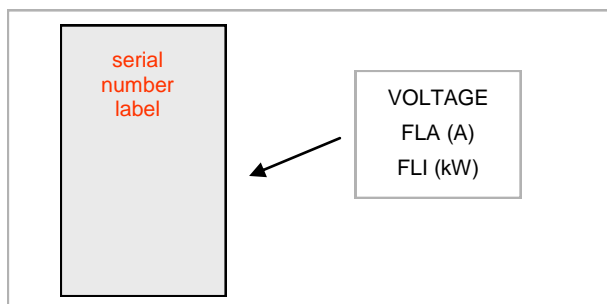 serial
number
label
VOLTAGE
FLA (A)
FLI (kW)